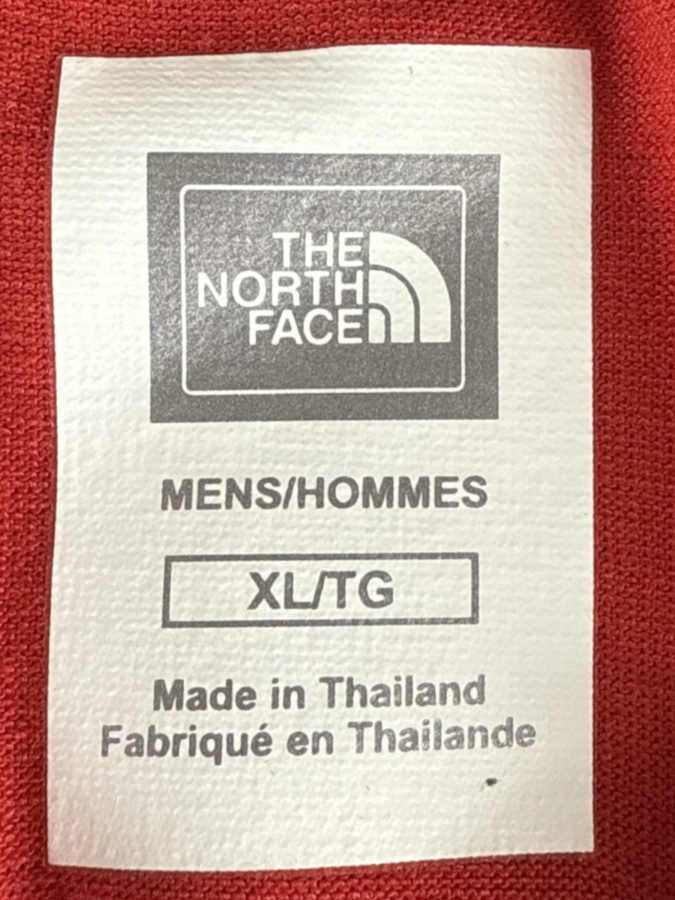 THE
NORTH
FACE
MENS/HOMMES
XL/TG
Made in Thailand
Fabriqué en Thailande